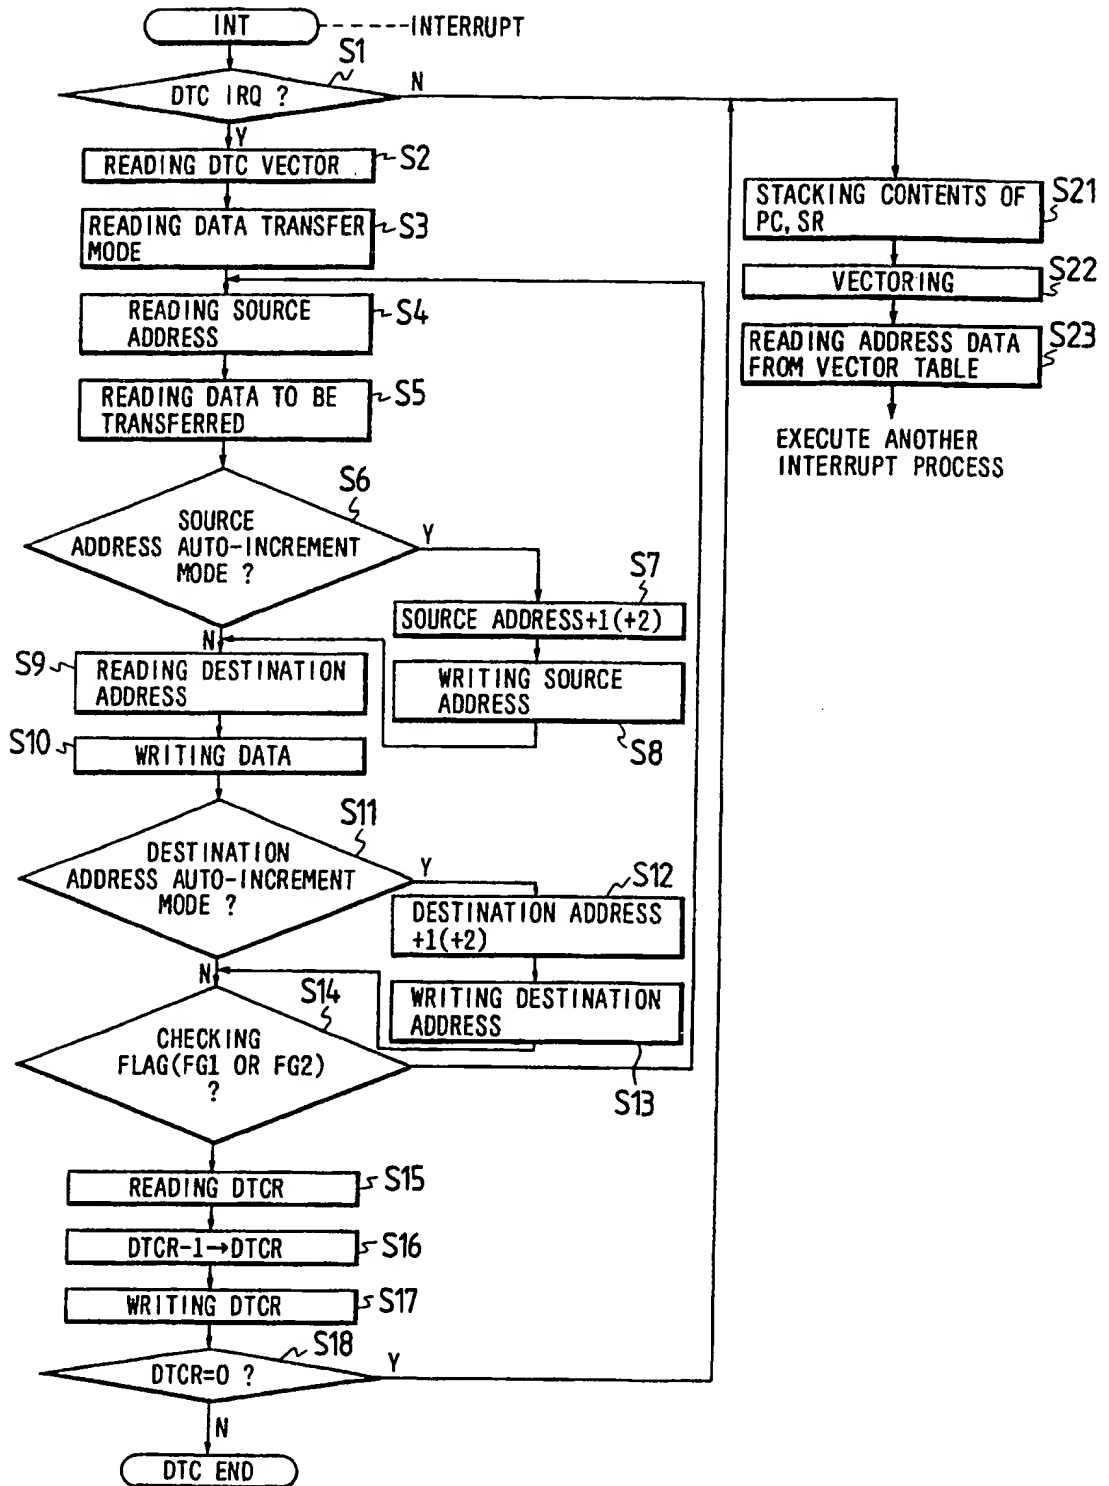 INT
INTERRUPT
S1
DTC IRQ ?
N
Y
READING DTC VECTOR
S2
READING DATA TRANSFER
MODE
S3
READING SOURCE
ADDRESS
S4
READING DATA TO BE
TRANSFERRED
S5
S6
SOURCE
ADDRESS AUTO-INCREMENT
MODE ?
Y
N
S7
SOURCE ADDRESS+1(+2)
WRITING SOURCE
ADDRESS
S8
S9
READING DESTINATION
ADDRESS
S10
WRITING DATA
S11
DESTINATION
ADDRESS AUTO-INCREMENT
MODE ?
Y
N
S12
DESTINATION ADDRESS
+1(+2)
WRITING DESTINATION
ADDRESS
S13
S14
CHECKING
FLAG(FG1 OR FG2)
?
READING DTCR
S15
DTCR-1→DTCR
S16
WRITING DTCR
S17
S18
DTCR=0 ?
Y
N
DTC END
STACKING CONTENTS OF
PC, SR
S21
VECTORING
S22
READING ADDRESS DATA
FROM VECTOR TABLE
S23
EXECUTE ANOTHER
INTERRUPT PROCESS